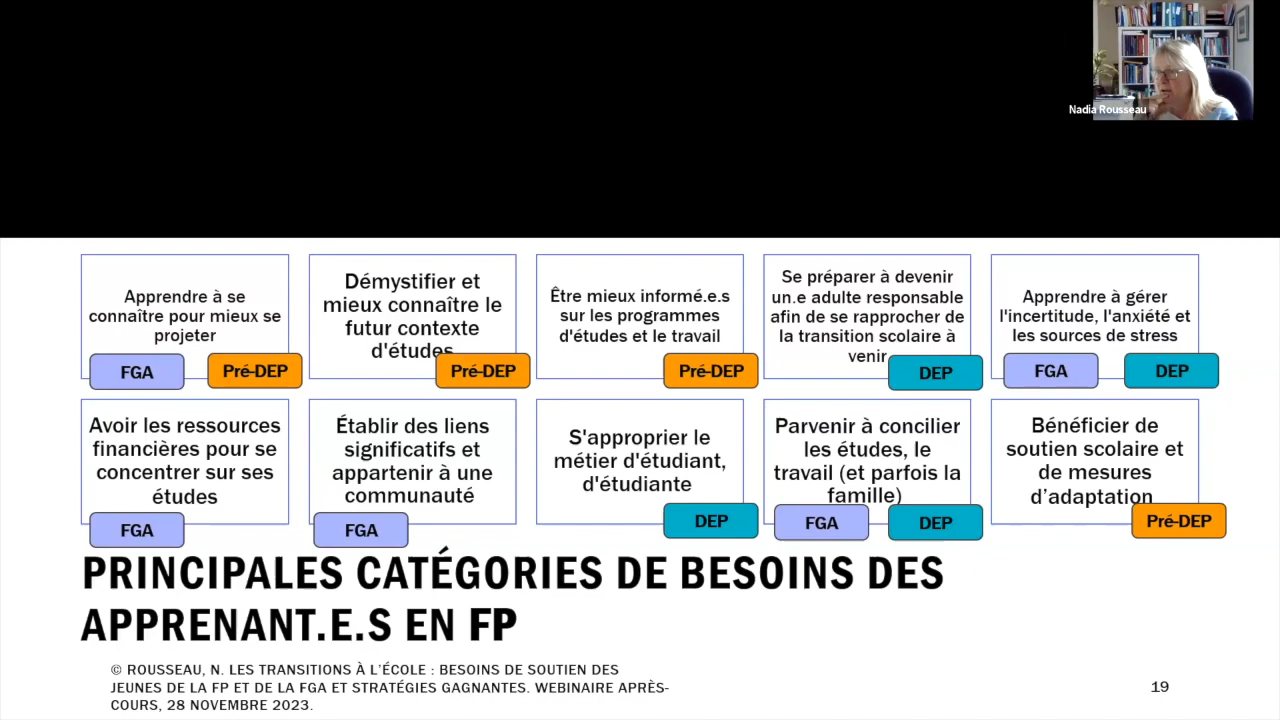 Nadia Rousseau
Apprendre à se
connaître pour mieux se
projeter
FGA
Pré-DEP
Démystifier et
mieux connaître le
futur contexte
d'études
Pré-DEP
Être mieux informé.e.s
sur les programmes
d'études et le travail
Pré-DEP
Se préparer à devenir
un.e adulte responsable
afin de se rapprocher de
la transition scolaire à
venir
DEP
Apprendre à gérer
l'incertitude, l'anxiété et
les sources de stress
FGA
DEP
Avoir les ressources
financières pour se
concentrer sur ses
études
FGA
Établir des liens
significatifs et
appartenir à une
communauté
FGA
S'approprier le
métier d'étudiant,
d'étudiante
DEP
Parvenir à concilier
les études, le
travail (et parfois la
famille)
FGA
DEP
Bénéficier de
soutien scolaire et
de mesures
d’adaptation
Pré-DEP
PRINCIPALES CATÉGORIES DE BESOINS DES
APPRENANT.E.S EN FP
© ROUSSEAU, N. LES TRANSITIONS À L’ÉCOLE : BESOINS DE SOUTIEN DES
JEUNES DE LA FP ET DE LA FGA ET STRATÉGIES GAGNANTES. WEBINAIRE APRÈS-
COURS, 28 NOVEMBRE 2023.
19